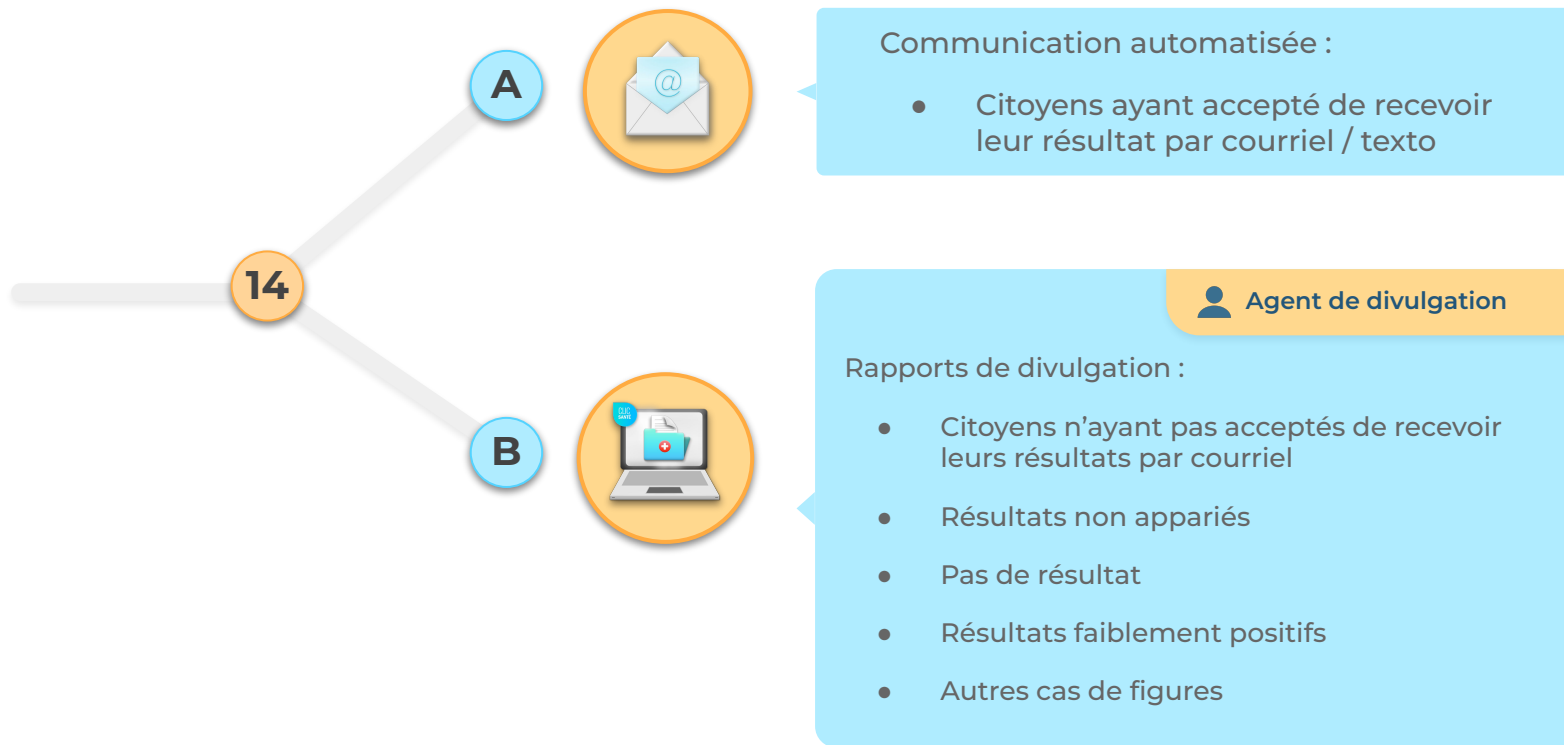 A
@
Communication automatisée :
● Citoyens ayant accepté de recevoir
leur résultat par courriel / texto
14
Agent de divulgation
B
CLIC
SANTÉ
Rapports de divulgation :
● Citoyens n’ayant pas acceptés de recevoir
leurs résultats par courriel
● Résultats non appariés
● Pas de résultat
● Résultats faiblement positifs
● Autres cas de figures